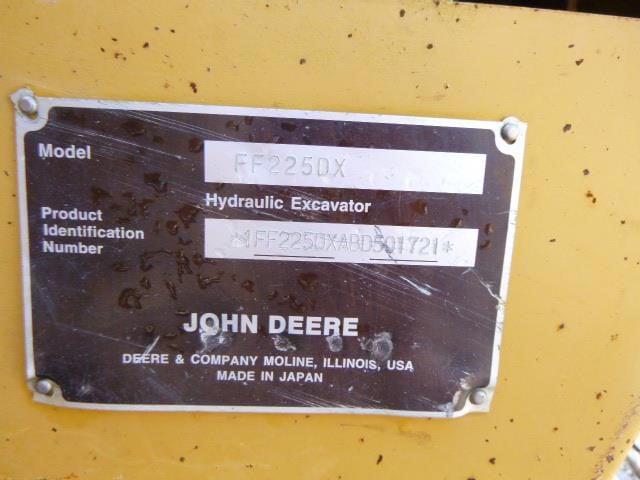 Model FF225DX
Hydraulic Excavator
Product
Identification
Number
*1FF225DXABD501721*
JOHN DEERE
DEERE & COMPANY MOLINE, ILLINOIS, USA
MADE IN JAPAN